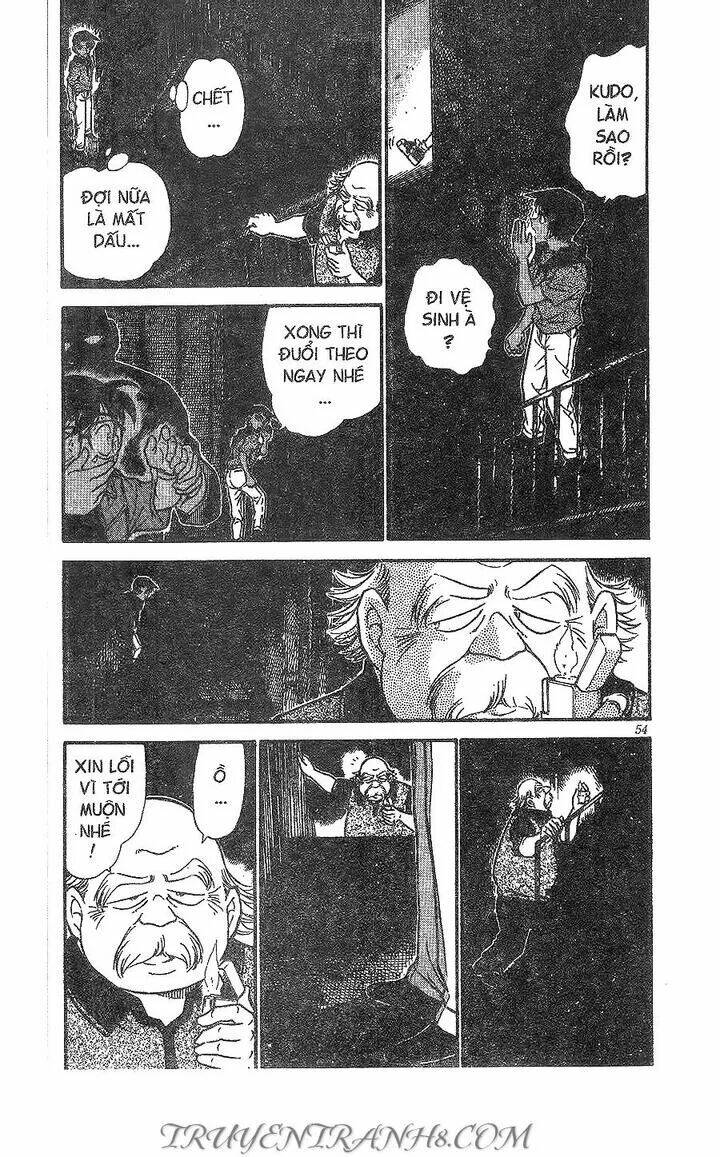 KUDO,
LÀM
SAO
RỒI?
ĐI VỆ
SINH À
?
CHẾT
...
ĐỢI NỮA
LÀ MẤT
DẤU...
XONG THÌ
ĐUỔI THEO
NGAY NHÉ
...
54
Ồ
...
XIN LỖI
VÌ TỚI
MUỘN
NHÉ
!
TRUYENTRANH8.COM